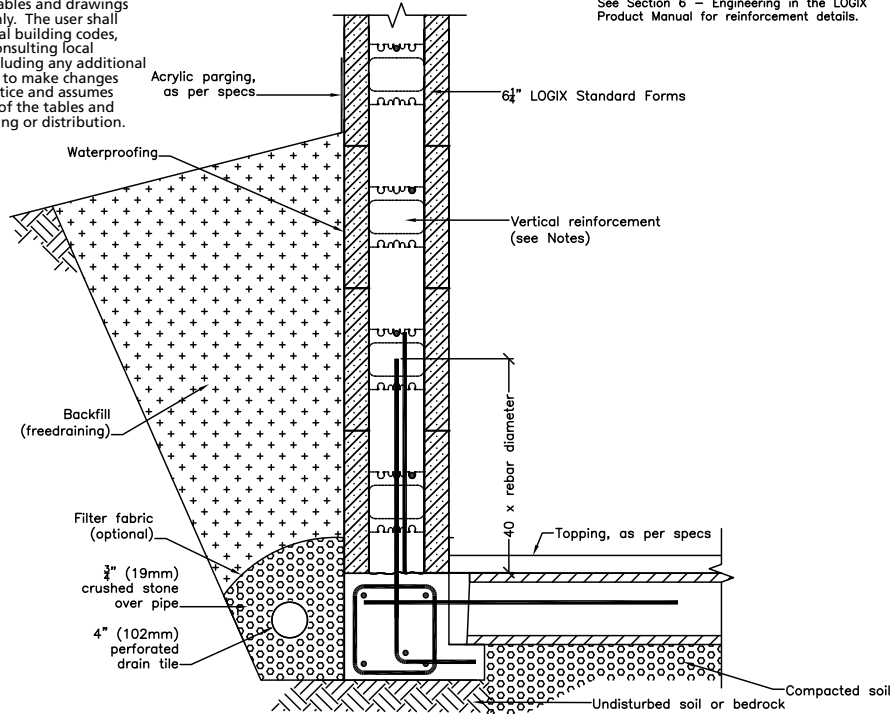 ables and drawings
ly. The user shall
al building codes,
onsulting local
luding any additional
to make changes
tice and assumes
of the tables and
ng or distribution.
See Section 6 – Engineering in the LOGIX
Product Manual for reinforcement details.
Acrylic parging,
as per specs
6¼" LOGIX Standard Forms
Waterproofing
Vertical reinforcement
(see Notes)
Backfill
(freedraining)
40 x rebar diameter
Filter fabric
(optional)
Topping, as per specs
¾" (19mm)
crushed stone
over pipe
4" (102mm)
perforated
drain tile
Compacted soil
Undisturbed soil or bedrock